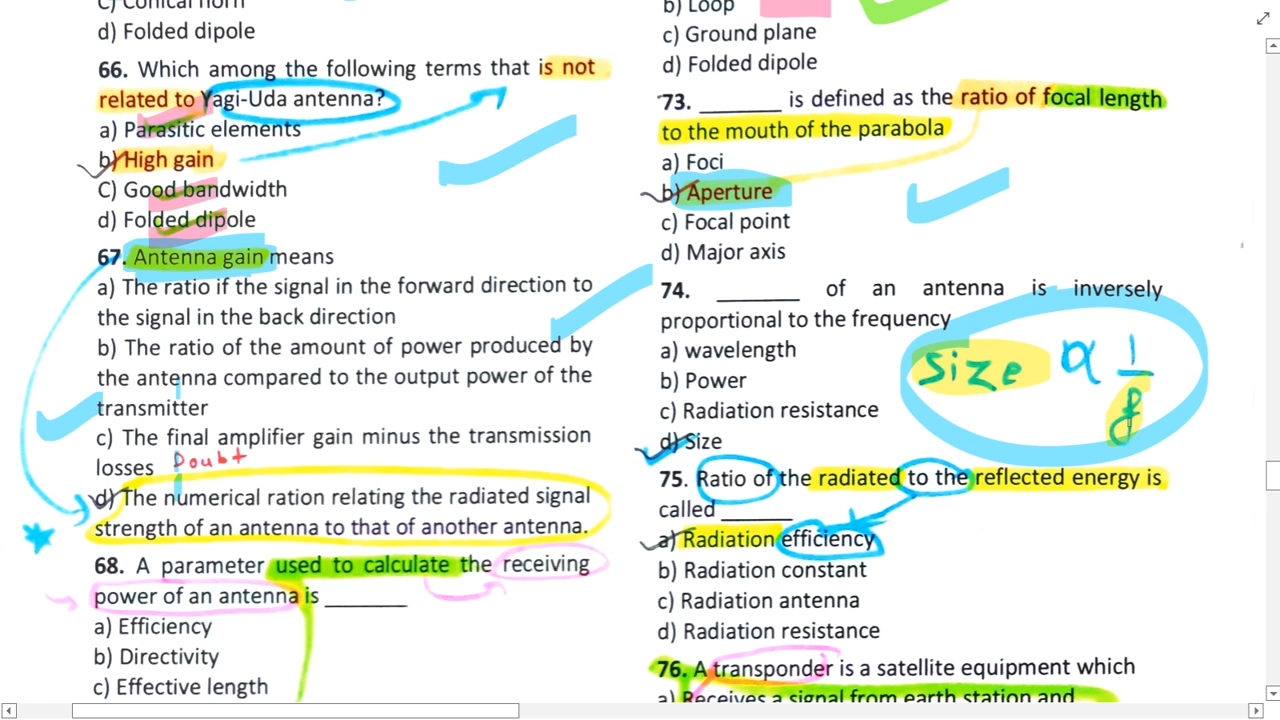 c) Conical horn
d) Folded dipole
66. Which among the following terms that is not
related to Yagi-Uda antenna?
a) Parasitic elements
b) High gain
C) Good bandwidth
d) Folded dipole
67. Antenna gain means
a) The ratio if the signal in the forward direction to
the signal in the back direction
b) The ratio of the amount of power produced by
the antenna compared to the output power of the
transmitter
c) The final amplifier gain minus the transmission
losses Doubt
d) The numerical ration relating the radiated signal
strength of an antenna to that of another antenna.
68. A parameter used to calculate the receiving
power of an antenna is ________
a) Efficiency
b) Directivity
c) Effective length
b) Loop
c) Ground plane
d) Folded dipole
73. ________ is defined as the ratio of focal length
to the mouth of the parabola
a) Foci
b) Aperture
c) Focal point
d) Major axis
74. ________ of an antenna is inversely
proportional to the frequency
a) wavelength
b) Power
c) Radiation resistance
d) Size
size α 1/f
75. Ratio of the radiated to the reflected energy is
called _______
a) Radiation efficiency
b) Radiation constant
c) Radiation antenna
d) Radiation resistance
76. A transponder is a satellite equipment which
a) Receives a signal from earth station and